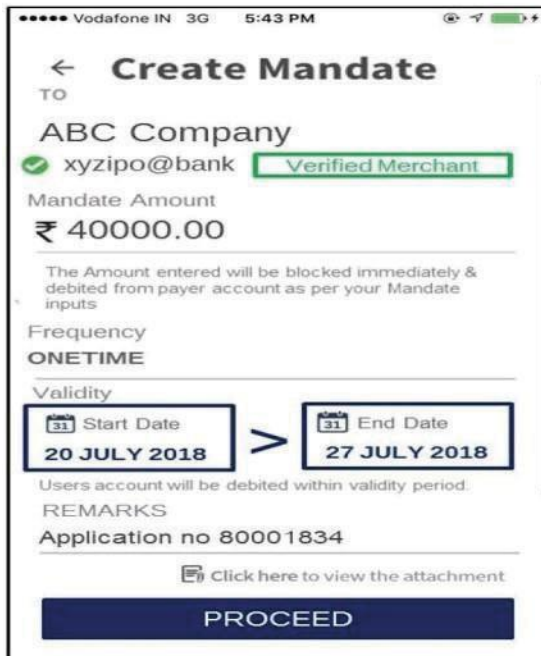 Vodafone IN 3G 5:43 PM
← Create Mandate
TO
ABC Company
xyzipo@bank Verified Merchant
Mandate Amount
₹ 40000.00
The Amount entered will be blocked immediately &
debited from payer account as per your Mandate
inputs
Frequency
ONETIME
Validity
31 Start Date > 31 End Date
20 JULY 2018 27 JULY 2018
Users account will be debited within validity period.
REMARKS
Application no 80001834
Click here to view the attachment
PROCEED